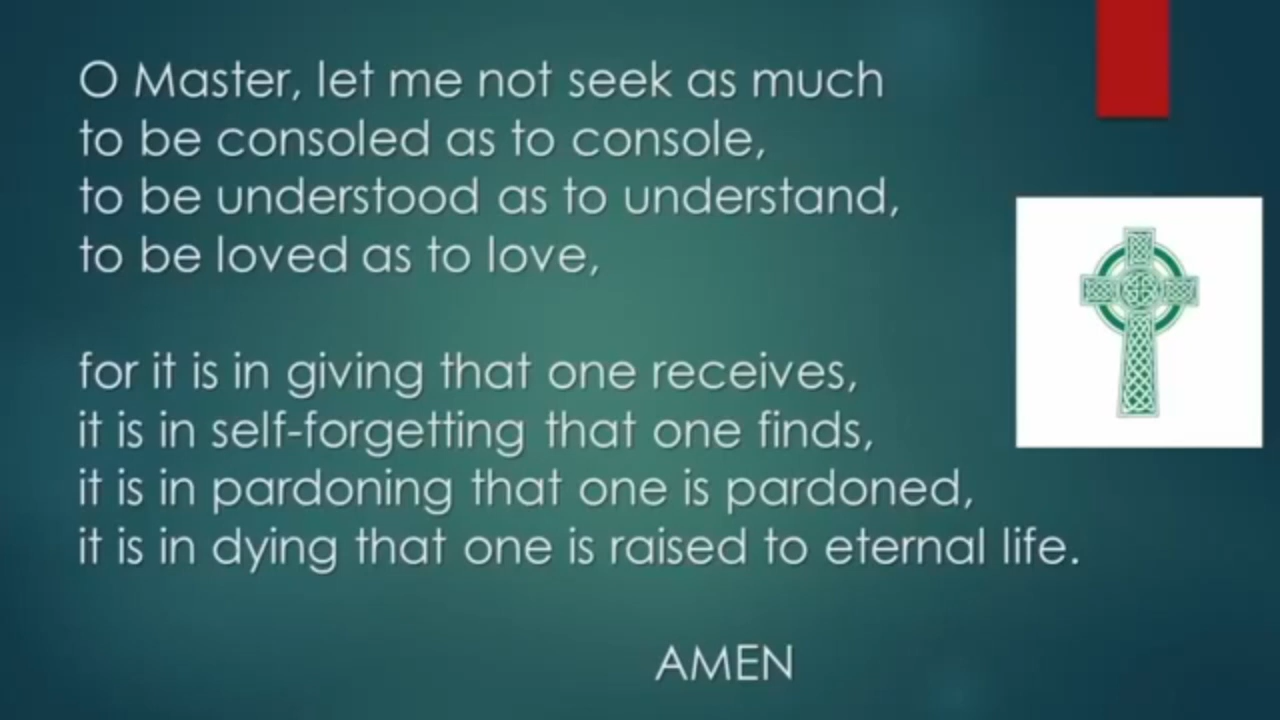 O Master, let me not seek as much
to be consoled as to console,
to be understood as to understand,
to be loved as to love,
for it is in giving that one receives,
it is in self-forgetting that one finds,
it is in pardoning that one is pardoned,
it is in dying that one is raised to eternal life.
AMEN